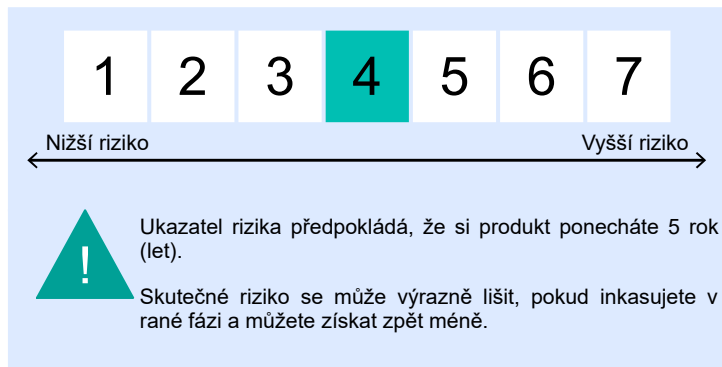 1 2 3 4 5 6 7
Nižší riziko Vyšší riziko
Ukazatel rizika předpokládá, že si produkt ponecháte 5 rok
(let).
!
Skutečné riziko se může výrazně lišit, pokud inkasujete v
rané fázi a můžete získat zpět méně.